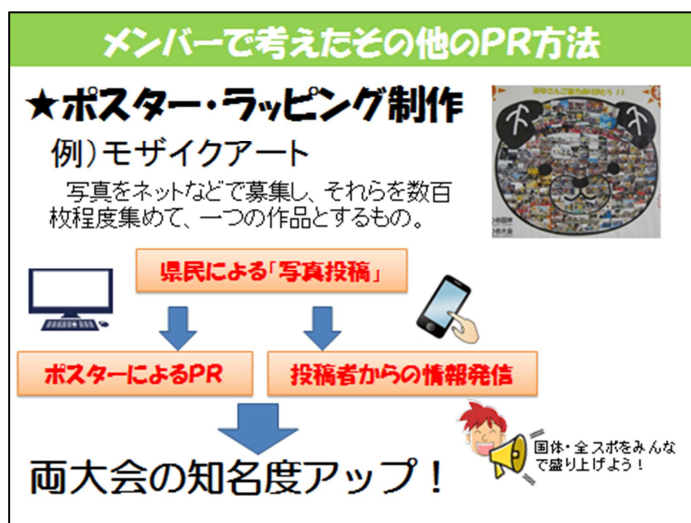 メンバーで考えたその他のPR方法
★ポスター・ラッピング制作
例)モザイクアート
写真をネットなどで募集し、それらを数百
枚程度集めて、一つの作品とするもの。
県民による「写真投稿」
ポスターによるPR
投稿者からの情報発信
国体・全スポをみんな
で盛り上げよう!
両大会の知名度アップ!